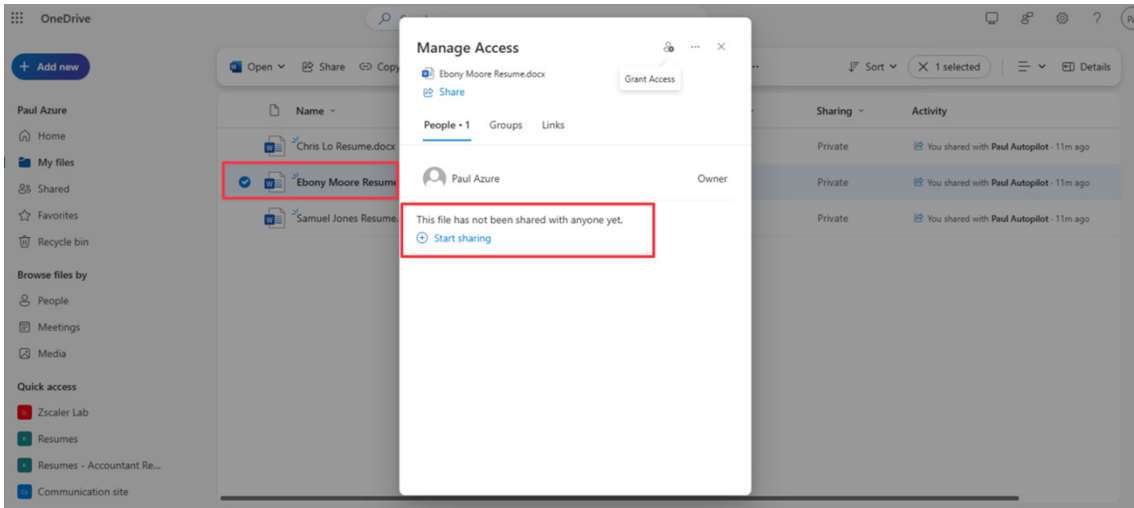 OneDrive
Add new
Open
Share
Copy
Sort
1 selected
Details
Paul Azure
Home
My files
Shared
Favorites
Recycle bin
Browse files by
People
Meetings
Media
Quick access
Zscaler Lab
Resumes
Resumes - Accountant Re...
Communication site
Name
Sharing
Activity
Chris Lo Resume.docx
Private
You shared with Paul Autopilot · 11m ago
Ebony Moore Resume
Private
You shared with Paul Autopilot · 11m ago
Samuel Jones Resume.
Private
You shared with Paul Autopilot · 11m ago
Manage Access
Ebony Moore Resume.docx
Grant Access
Share
People • 1
Groups
Links
Paul Azure
Owner
This file has not been shared with anyone yet.
Start sharing